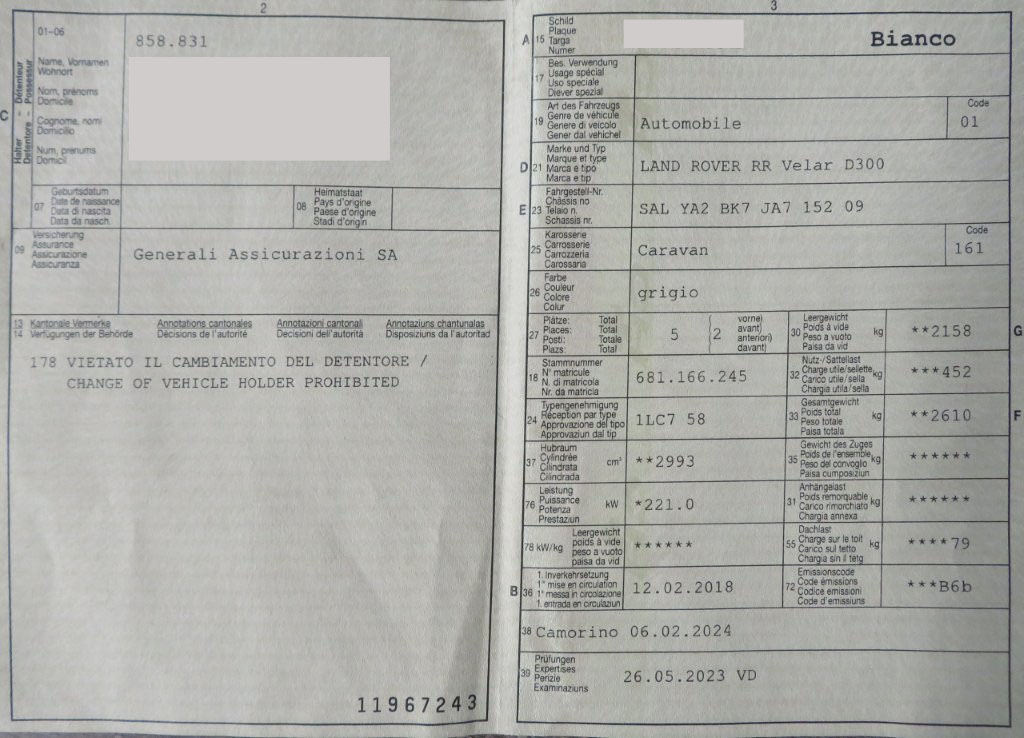 2
01-06
858.831
Halter - Détenteur
Detentore - Possessur
C
Name, Vornamen
Wohnort
Nom, prénoms
Domicile
Cognome, nomi
Domicilio
Num, prenums
Domicil
07
Geburtsdatum
Date de naissance
Data di nascita
Data da nasch.
08
Heimatstaat
Pays d'origine
Paese d'origine
Stadi d'origin
09
Versicherung
Assurance
Assicurazione
Assicuranza
Generali Assicurazioni SA
13 Kantonale Vermerke Annotations cantonales Annotazioni cantonali Annotaziuns chantunalas
14 Verfügungen der Behörde Décisions de l'autorité Decisioni dell'autorità Disposiziuns da l'autoritad
178 VIETATO IL CAMBIAMENTO DEL DETENTORE /
CHANGE OF VEHICLE HOLDER PROHIBITED
11967243
3
A 15
Schild
Plaque
Targa
Numer
Bianco
17
Bes. Verwendung
Usage spécial
Uso speciale
Diever spezial
19
Art des Fahrzeugs
Genre de véhicule
Genere di veicolo
Gener dal vehichel
Automobile
Code
01
D 21
Marke und Typ
Marque et type
Marca e tipo
Marca e tip
LAND ROVER RR Velar D300
E 23
Fahrgestell-Nr.
Châssis no
Telaio n.
Schassis nr.
SAL YA2 BK7 JA7 152 09
25
Karosserie
Carrosserie
Carrozzeria
Carossaria
Caravan
Code
161
26
Farbe
Couleur
Colore
Colur
grigio
27
Plätze: Total
Places: Total
Posti: Totale
Plazs: Total
5 (2
vorne)
avant)
anteriori)
davant)
30
Leergewicht
Poids à vide
Peso a vuoto
Paisa da vid
kg
**2158
G
18
Stammnummer
N° matricule
N. di matricola
Nr. da matricla
681.166.245
32
Nutz-/Sattellast
Charge utile/sellette
Carico utile/sella
Chargia utila/sella
kg
***452
24
Typengenehmigung
Réception par type
Approvazione del tipo
Approvaziun dal tip
1LC7 58
33
Gesamtgewicht
Poids total
Peso totale
Paisa totala
kg
**2610
F
37
Hubraum
Cylindrée
Cilindrata
Cilindrada
cm³
**2993
35
Gewicht des Zuges
Poids de l'ensemble
Peso del convoglio
Paisa cumposiziun
kg
******
76
Leistung
Puissance
Potenza
Prestaziun
kW
*221.0
31
Anhängelast
Poids remorquable
Carico rimorchiato
Chargia annexa
kg
******
78 kW/kg
Leergewicht
poids à vide
peso a vuoto
paisa da vid
******
55
Dachlast
Charge sur le toit
Carico sul tetto
Chargia sin il tetg
kg
****79
B 36
1. Inverkehrsetzung
1re mise en circulation
1a messa in circolazione
1. entrada en circulaziun
12.02.2018
72
Emissionscode
Code émissions
Codice emissioni
Code d'emissiuns
***B6b
38 Camorino 06.02.2024
39
Prüfungen
Expertises
Perizie
Examinaziuns
26.05.2023 VD